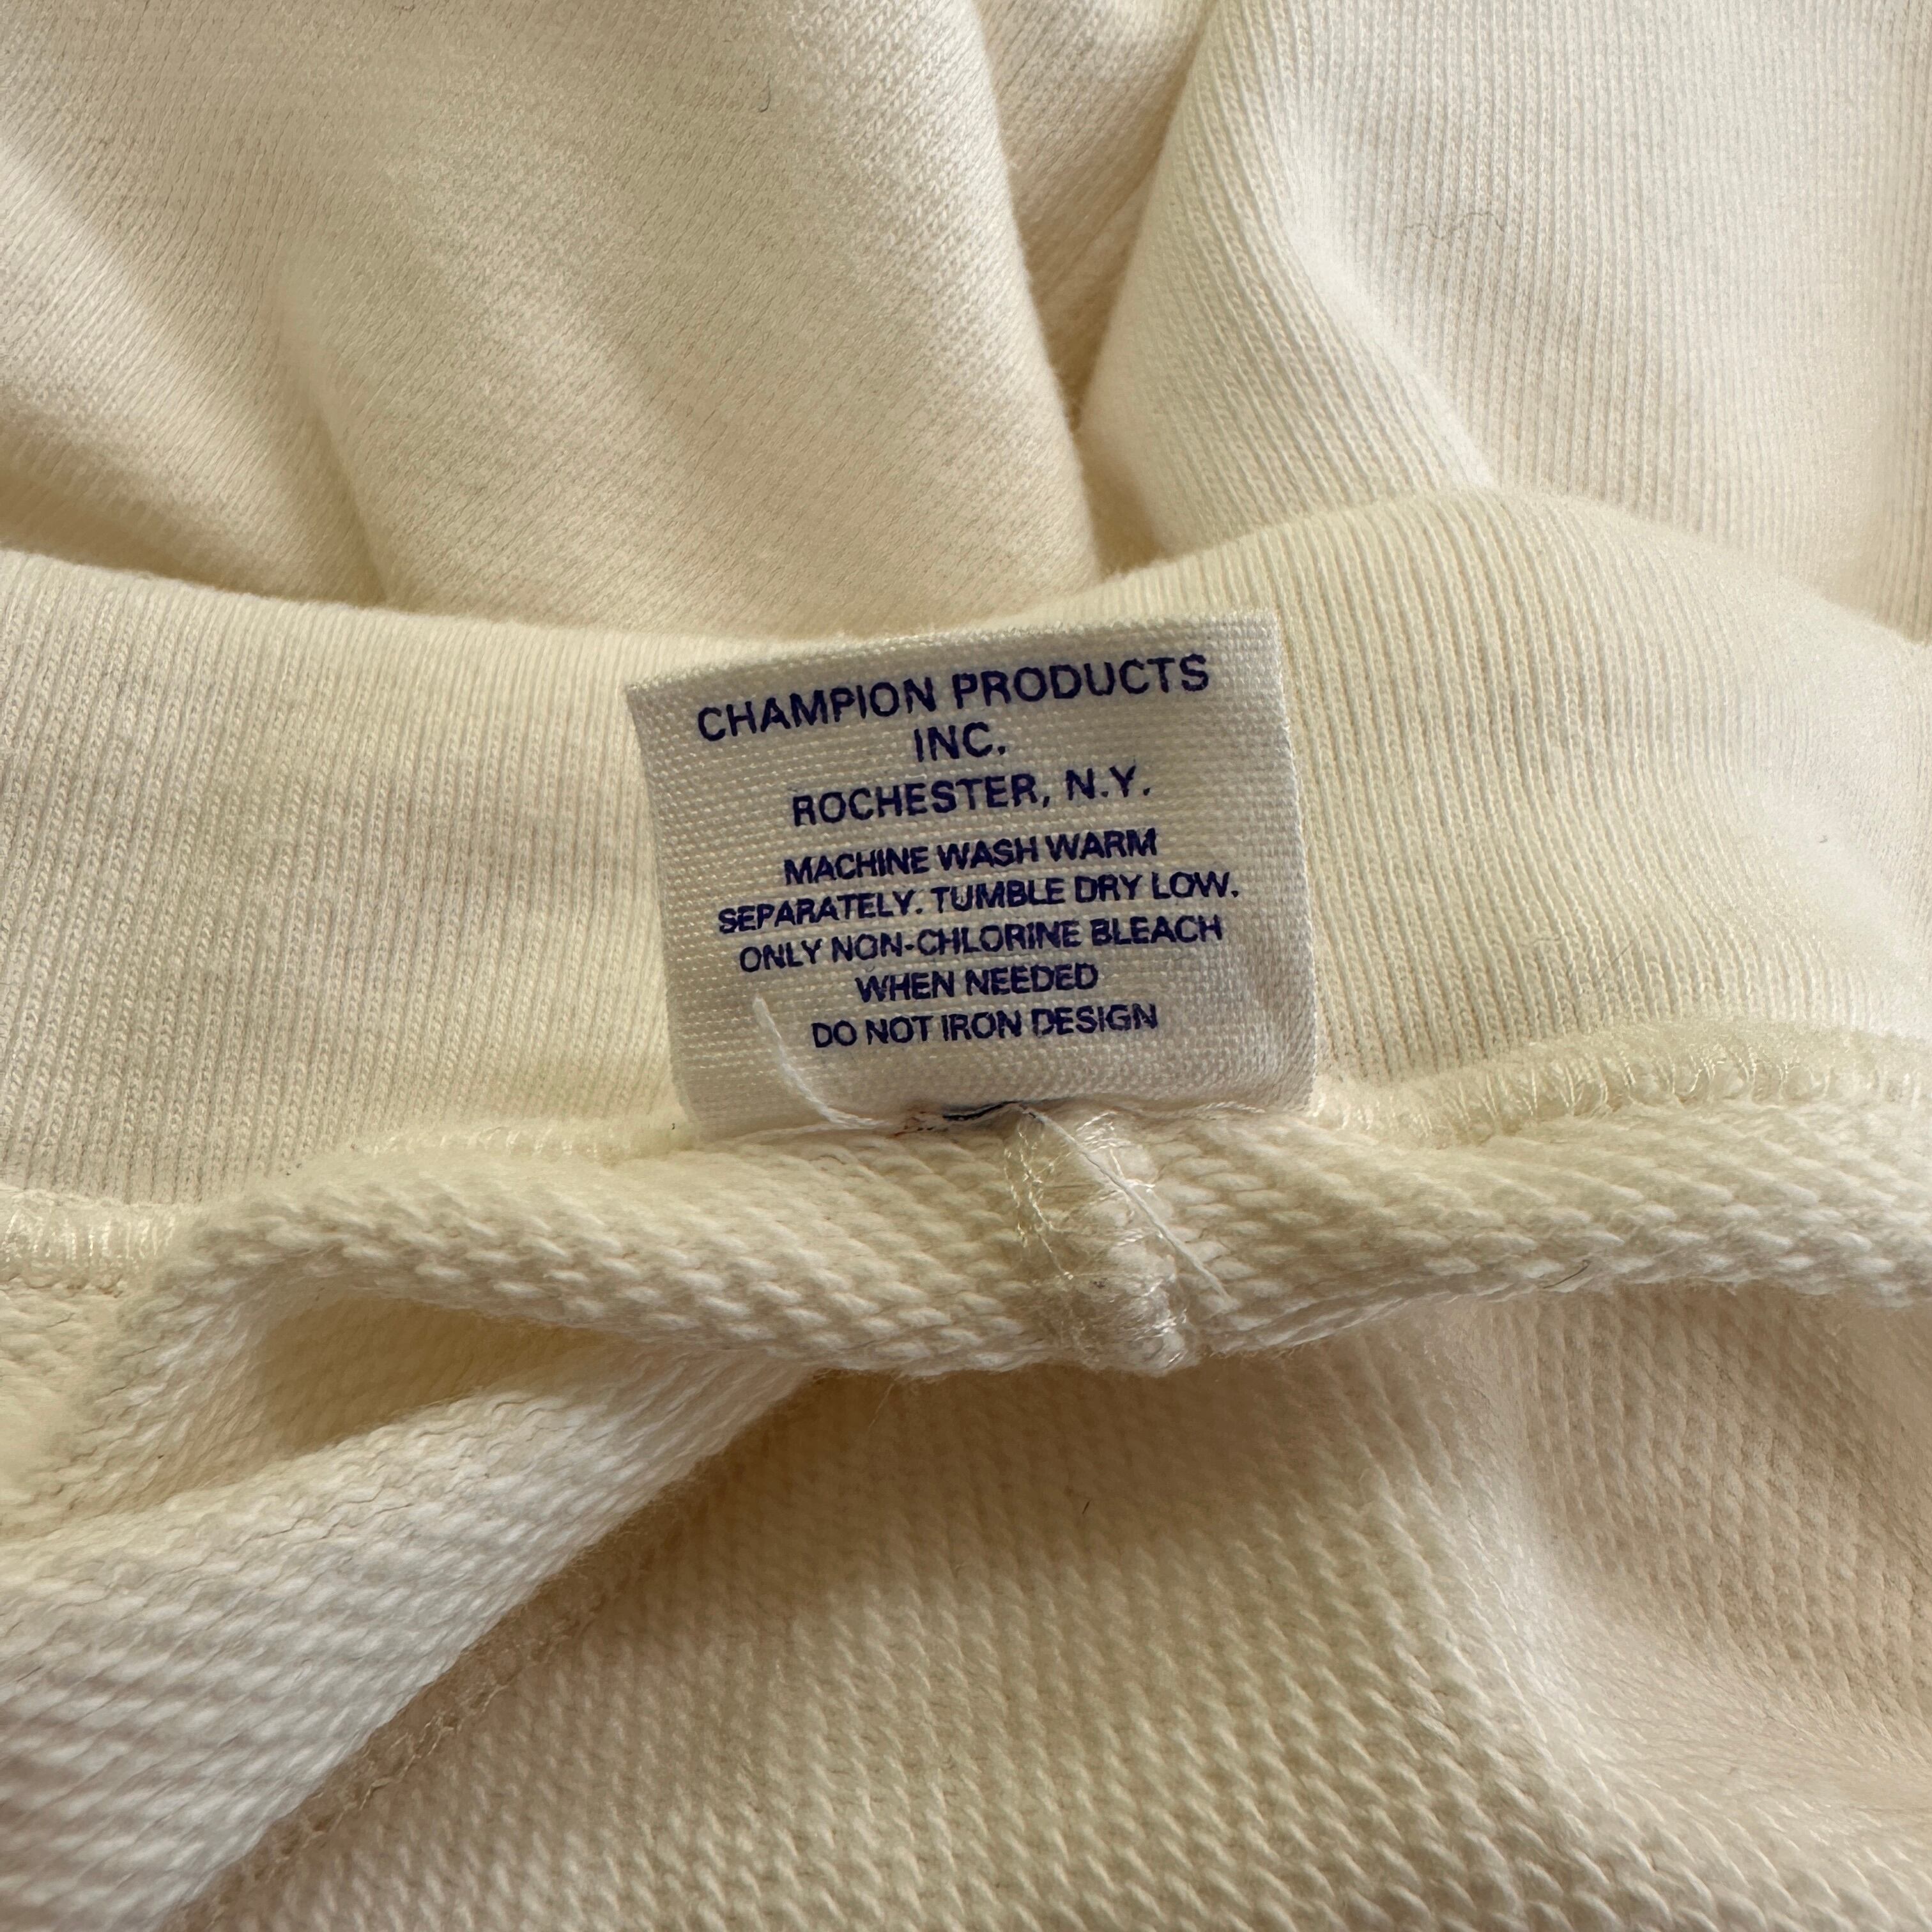 CHAMPION PRODUCTS
INC.
ROCHESTER, N.Y.
MACHINE WASH WARM
SEPARATELY. TUMBLE DRY LOW.
ONLY NON-CHLORINE BLEACH
WHEN NEEDED
DO NOT IRON DESIGN